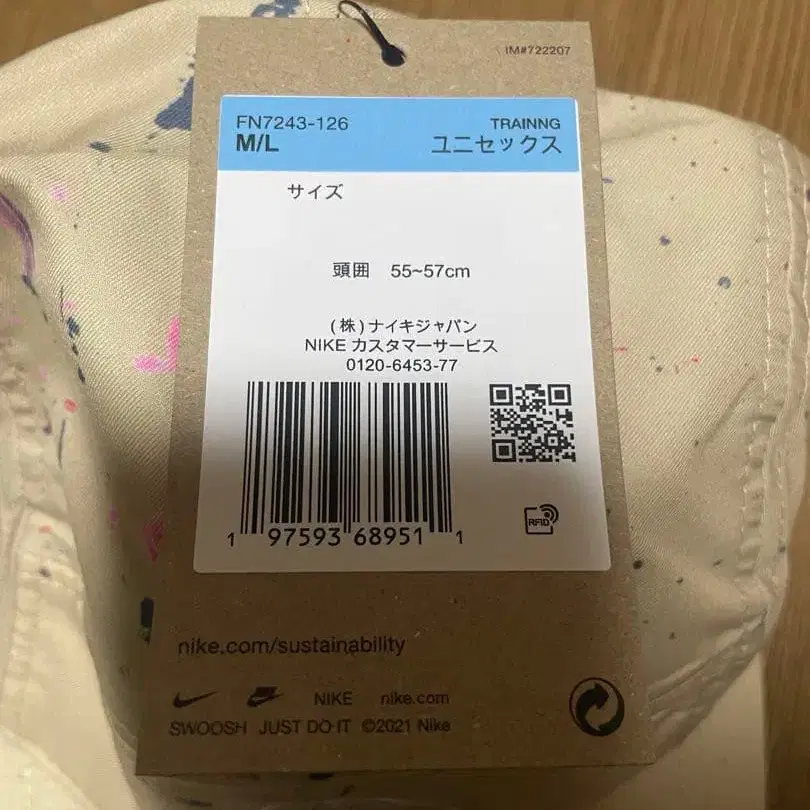 IM#722207
FN7243-126
TRAINNG
M/L
ユニセックス
サイズ
頭囲 55~57cm
(株)ナイキジャパン
NIKE カスタマーサービス
0120-6453-77
1 97593 68951 1
RFID
nike.com/sustainability
NIKE nike.com
SWOOSH JUST DO IT ©2021 Nike